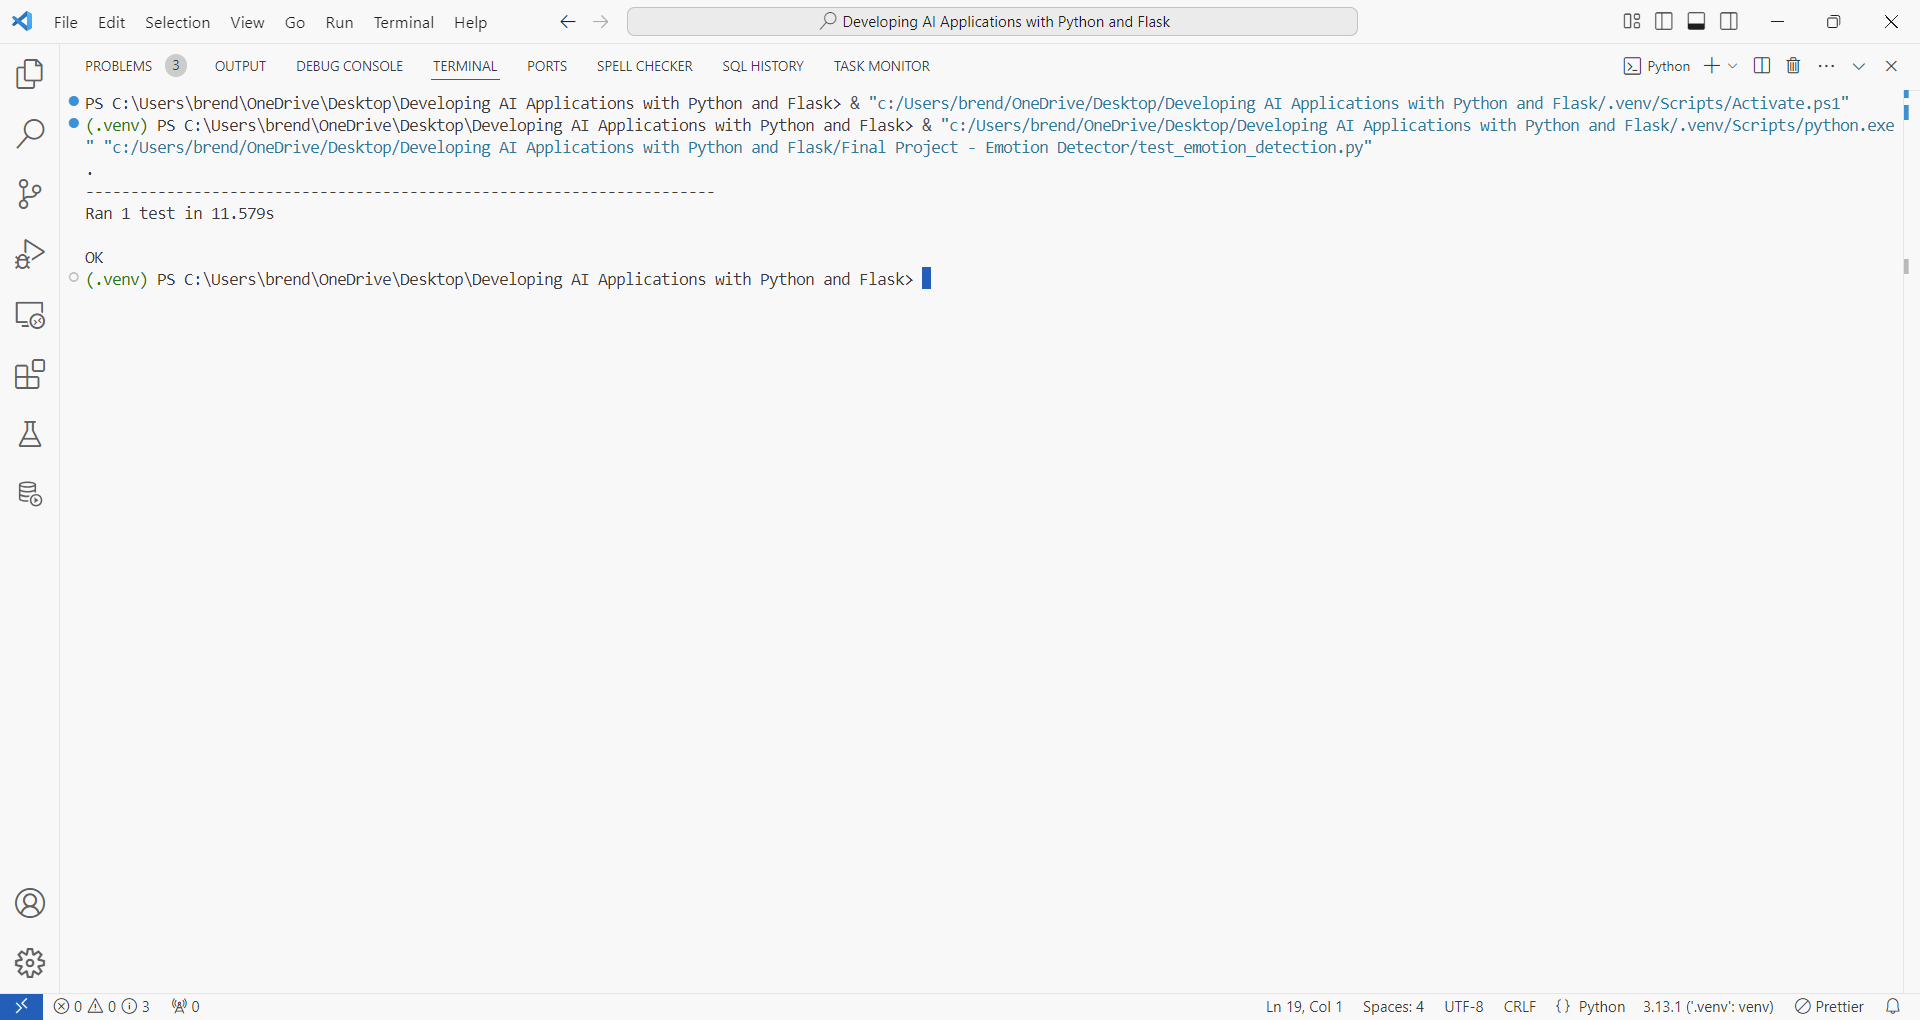 File Edit Selection View Go Run Terminal Help
Developing AI Applications with Python and Flask
PROBLEMS 3 OUTPUT DEBUG CONSOLE TERMINAL PORTS SPELL CHECKER SQL HISTORY TASK MONITOR
Python
PS C:\Users\brend\OneDrive\Desktop\Developing AI Applications with Python and Flask> & "c:/Users/brend/OneDrive/Desktop/Developing AI Applications with Python and Flask/.venv/Scripts/Activate.ps1"
(.venv) PS C:\Users\brend\OneDrive\Desktop\Developing AI Applications with Python and Flask> & "c:/Users/brend/OneDrive/Desktop/Developing AI Applications with Python and Flask/.venv/Scripts/python.exe
" "c:/Users/brend/OneDrive/Desktop/Developing AI Applications with Python and Flask/Final Project - Emotion Detector/test_emotion_detection.py"
.
----------------------------------------------------------------------
Ran 1 test in 11.579s
OK
(.venv) PS C:\Users\brend\OneDrive\Desktop\Developing AI Applications with Python and Flask>
0 0 3 0 Ln 19, Col 1 Spaces: 4 UTF-8 CRLF {} Python 3.13.1 ('.venv': venv) Prettier